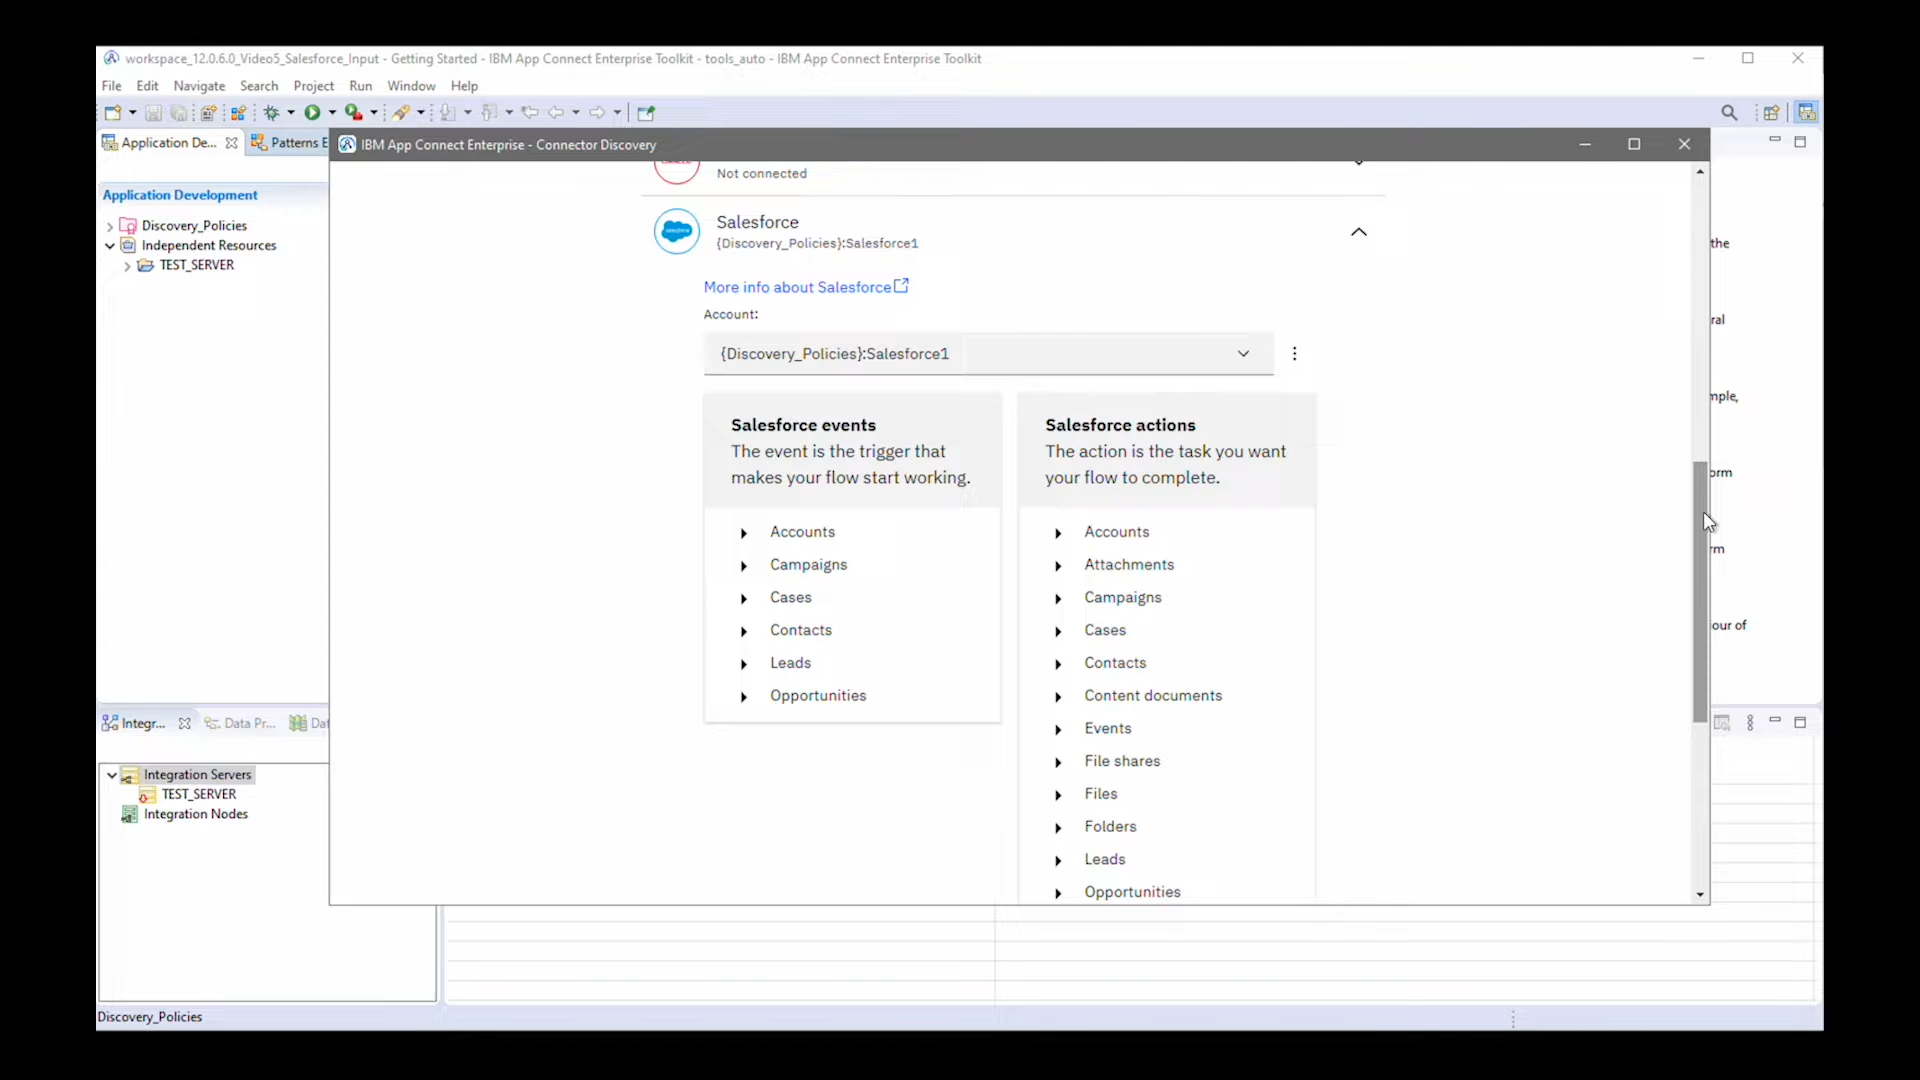 workspace_12.0.6.0_Video5_Salesforce_Input - Getting Started - IBM App Connect Enterprise Toolkit - tools_auto - IBM App Connect Enterprise Toolkit
File Edit Navigate Search Project Run Window Help
Application De... Patterns E
IBM App Connect Enterprise - Connector Discovery
Application Development
Discovery_Policies
Independent Resources
TEST_SERVER
Not connected
Salesforce
{Discovery_Policies}:Salesforce1
More info about Salesforce
Account:
{Discovery_Policies}:Salesforce1
Salesforce events
The event is the trigger that
makes your flow start working.
Accounts
Campaigns
Cases
Contacts
Leads
Opportunities
Salesforce actions
The action is the task you want
your flow to complete.
Accounts
Attachments
Campaigns
Cases
Contacts
Content documents
Events
File shares
Files
Folders
Leads
Opportunities
the
ral
mple,
orm
rm
our of
Integr... Data Pr... Dat
Integration Servers
TEST_SERVER
Integration Nodes
Discovery_Policies